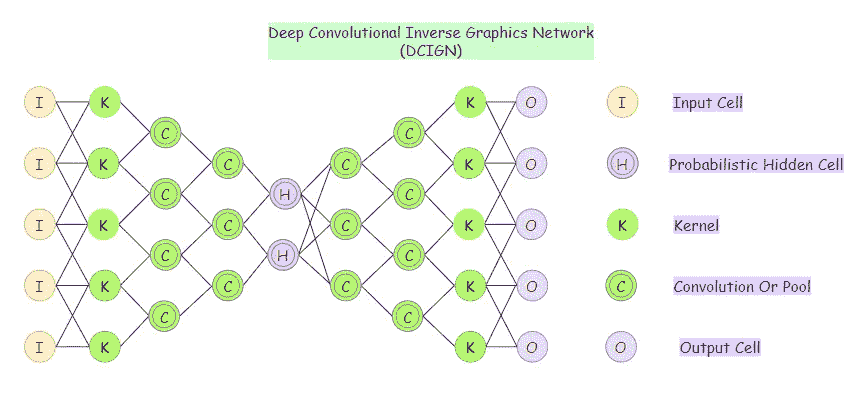 Deep Convolutional Inverse Graphics Network
(DCIGN)
I K K O I Input Cell
C C
I K C C K O H Probabilistic Hidden Cell
C H C
I K C C K O K Kernel
C H C
I K C C K O C Convolution Or Pool
C C
I K K O O Output Cell